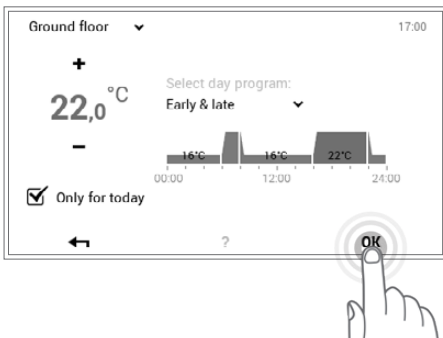 Ground floor 17:00
+
22,0 °C
−
Select day program:
Early & late
16°C 16°C 22°C
00:00 12:00 24:00
Only for today
? OK